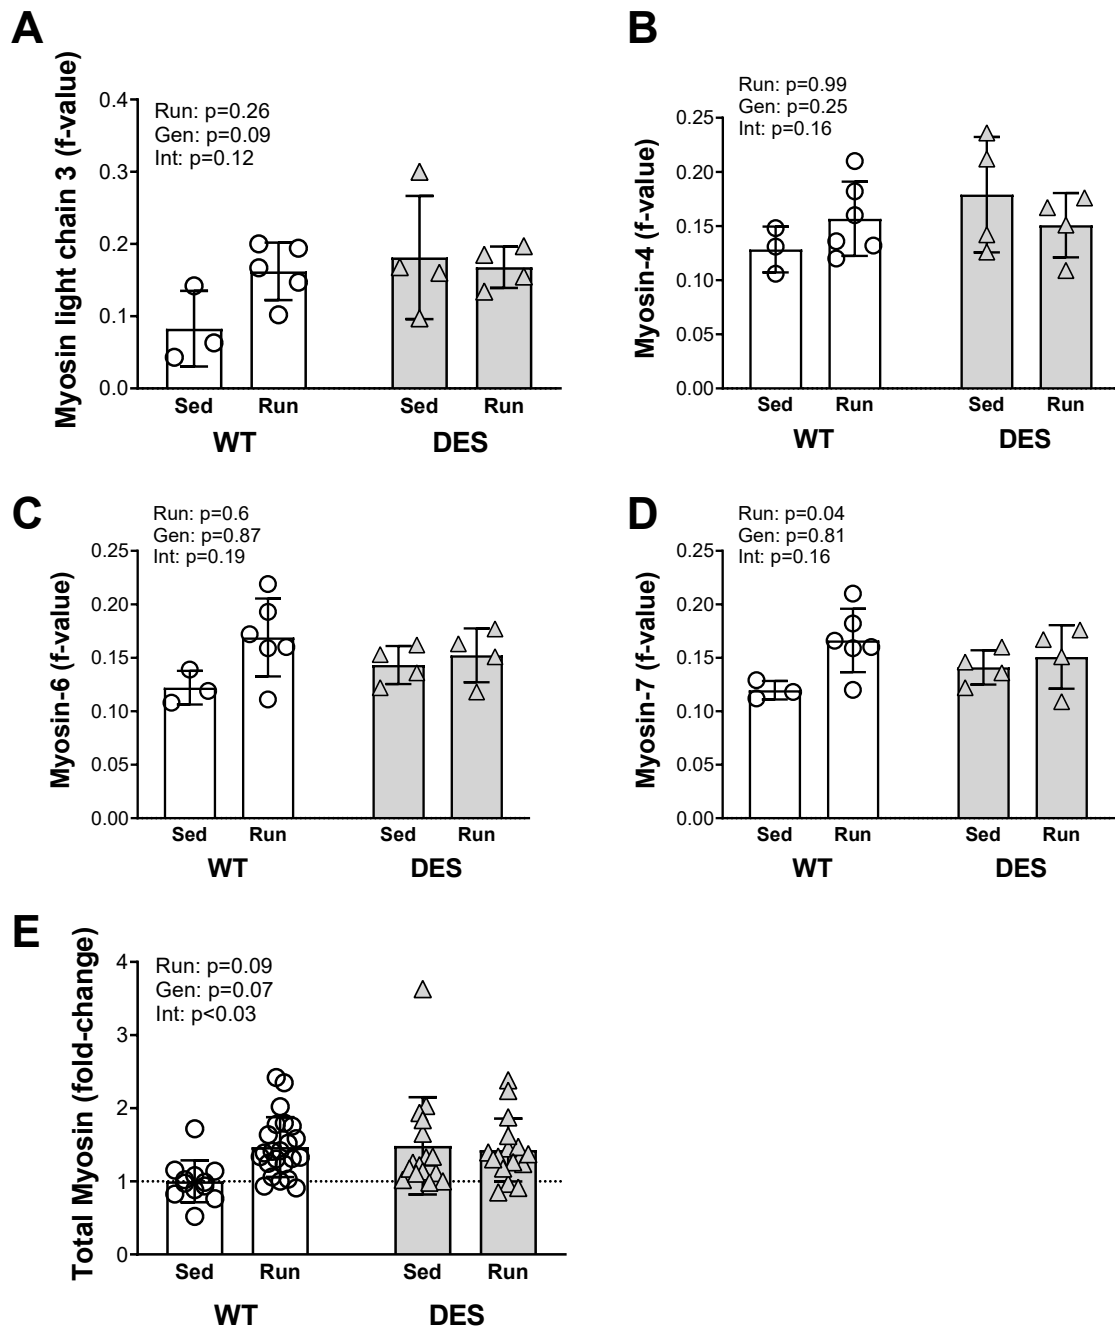 A
Myosin light chain 3 (f-value)
Run: p=0.26
Gen: p=0.09
Int: p=0.12
0.4
0.3
0.2
0.1
0.0
Sed Run Sed Run
WT DES
B
Myosin-4 (f-value)
Run: p=0.99
Gen: p=0.25
Int: p=0.16
0.25
0.20
0.15
0.10
0.05
0.00
Sed Run Sed Run
WT DES
C
Myosin-6 (f-value)
Run: p=0.6
Gen: p=0.87
Int: p=0.19
0.25
0.20
0.15
0.10
0.05
0.00
Sed Run Sed Run
WT DES
D
Myosin-7 (f-value)
Run: p=0.04
Gen: p=0.81
Int: p=0.16
0.25
0.20
0.15
0.10
0.05
0.00
Sed Run Sed Run
WT DES
E
Total Myosin (fold-change)
Run: p=0.09
Gen: p=0.07
Int: p<0.03
4
3
2
1
0
Sed Run Sed Run
WT DES